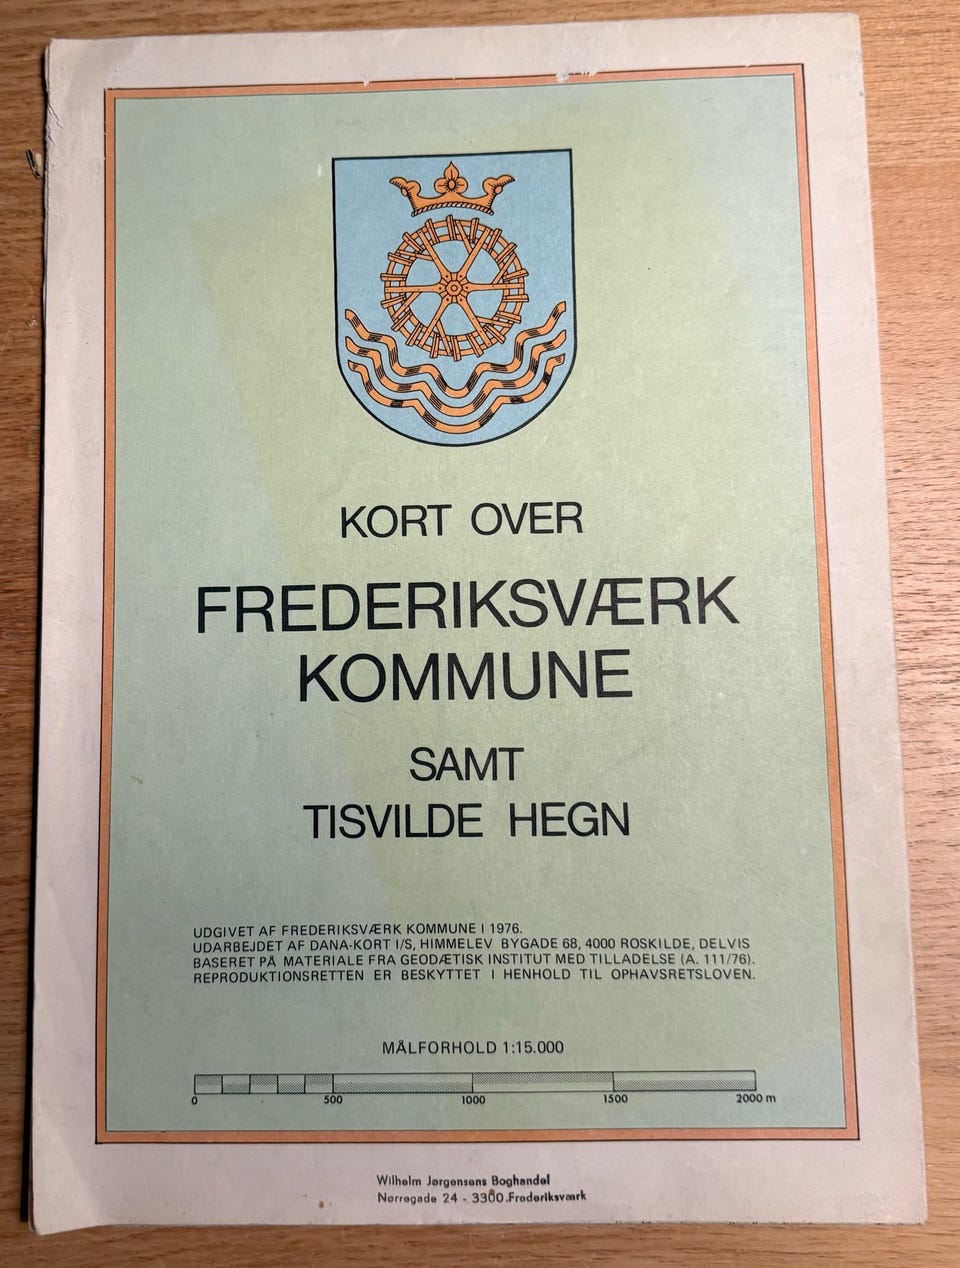 KORT OVER
FREDERIKSVÆRK
KOMMUNE
SAMT
TISVILDE HEGN
UDGIVET AF FREDERIKSVÆRK KOMMUNE I 1976.
UDARBEJDET AF DANA-KORT I/S, HIMMELEV BYGADE 68, 4000 ROSKILDE, DELVIS
BASERET PÅ MATERIALE FRA GEODÆTISK INSTITUT MED TILLADELSE (A. 111/76).
REPRODUKTIONSRETTEN ER BESKYTTET I HENHOLD TIL OPHAVSRETSLOVEN.
MÅLFORHOLD 1:15.000
0 500 1000 1500 2000 m
Wilhelm Jørgensens Boghandel
Nørregade 24 - 3300 Frederiksværk